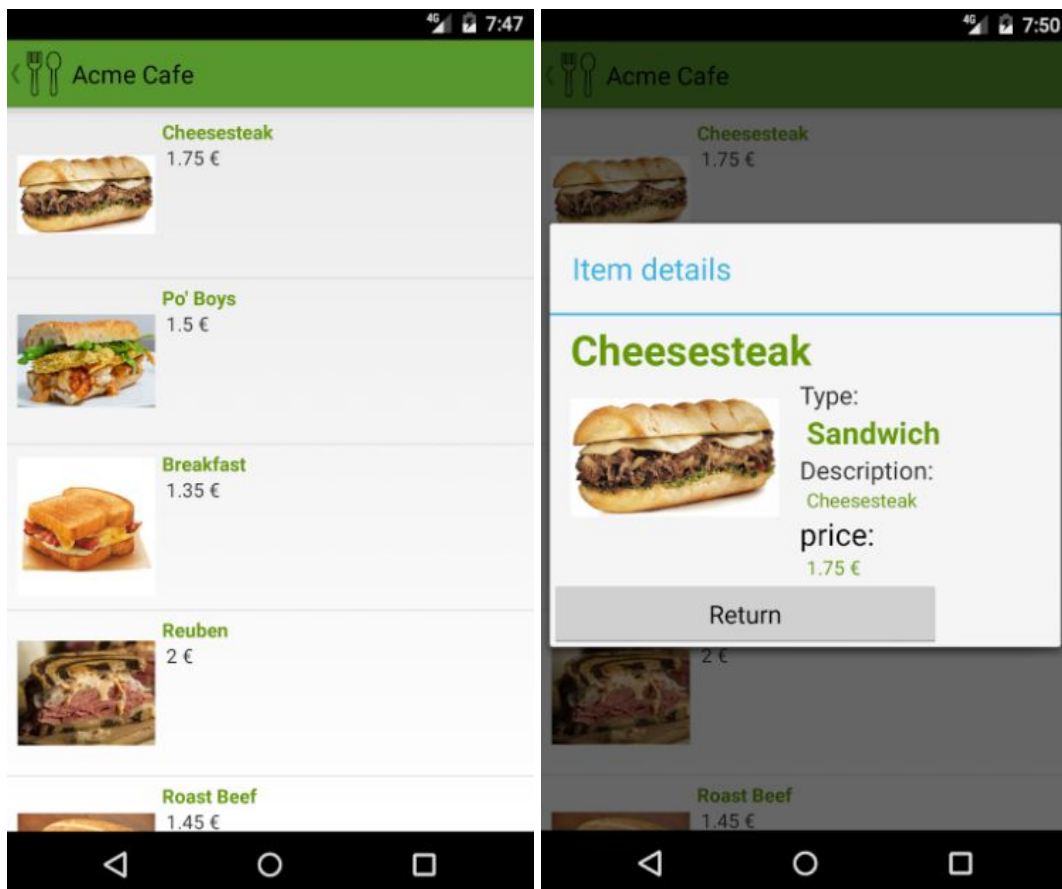 4G 7:47
Acme Cafe
Cheesesteak
1.75 €
Po' Boys
1.5 €
Breakfast
1.35 €
Reuben
2 €
Roast Beef
1.45 €
4G 7:50
Acme Cafe
Cheesesteak
1.75 €
Item details
Cheesesteak
Type:
Sandwich
Description:
Cheesesteak
price:
1.75 €
Return
2 €
Roast Beef
1.45 €